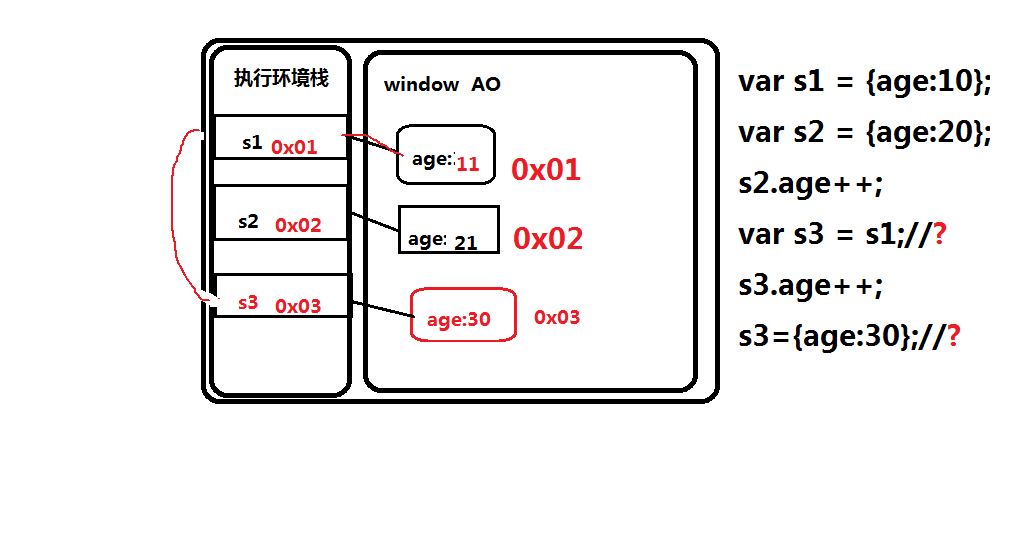 执行环境栈
s1 0x01
s2 0x02
s3 0x03
window AO
age: 11 0x01
age: 21 0x02
age:30 0x03
var s1 = {age:10};
var s2 = {age:20};
s2.age++;
var s3 = s1;//?
s3.age++;
s3={age:30};//?